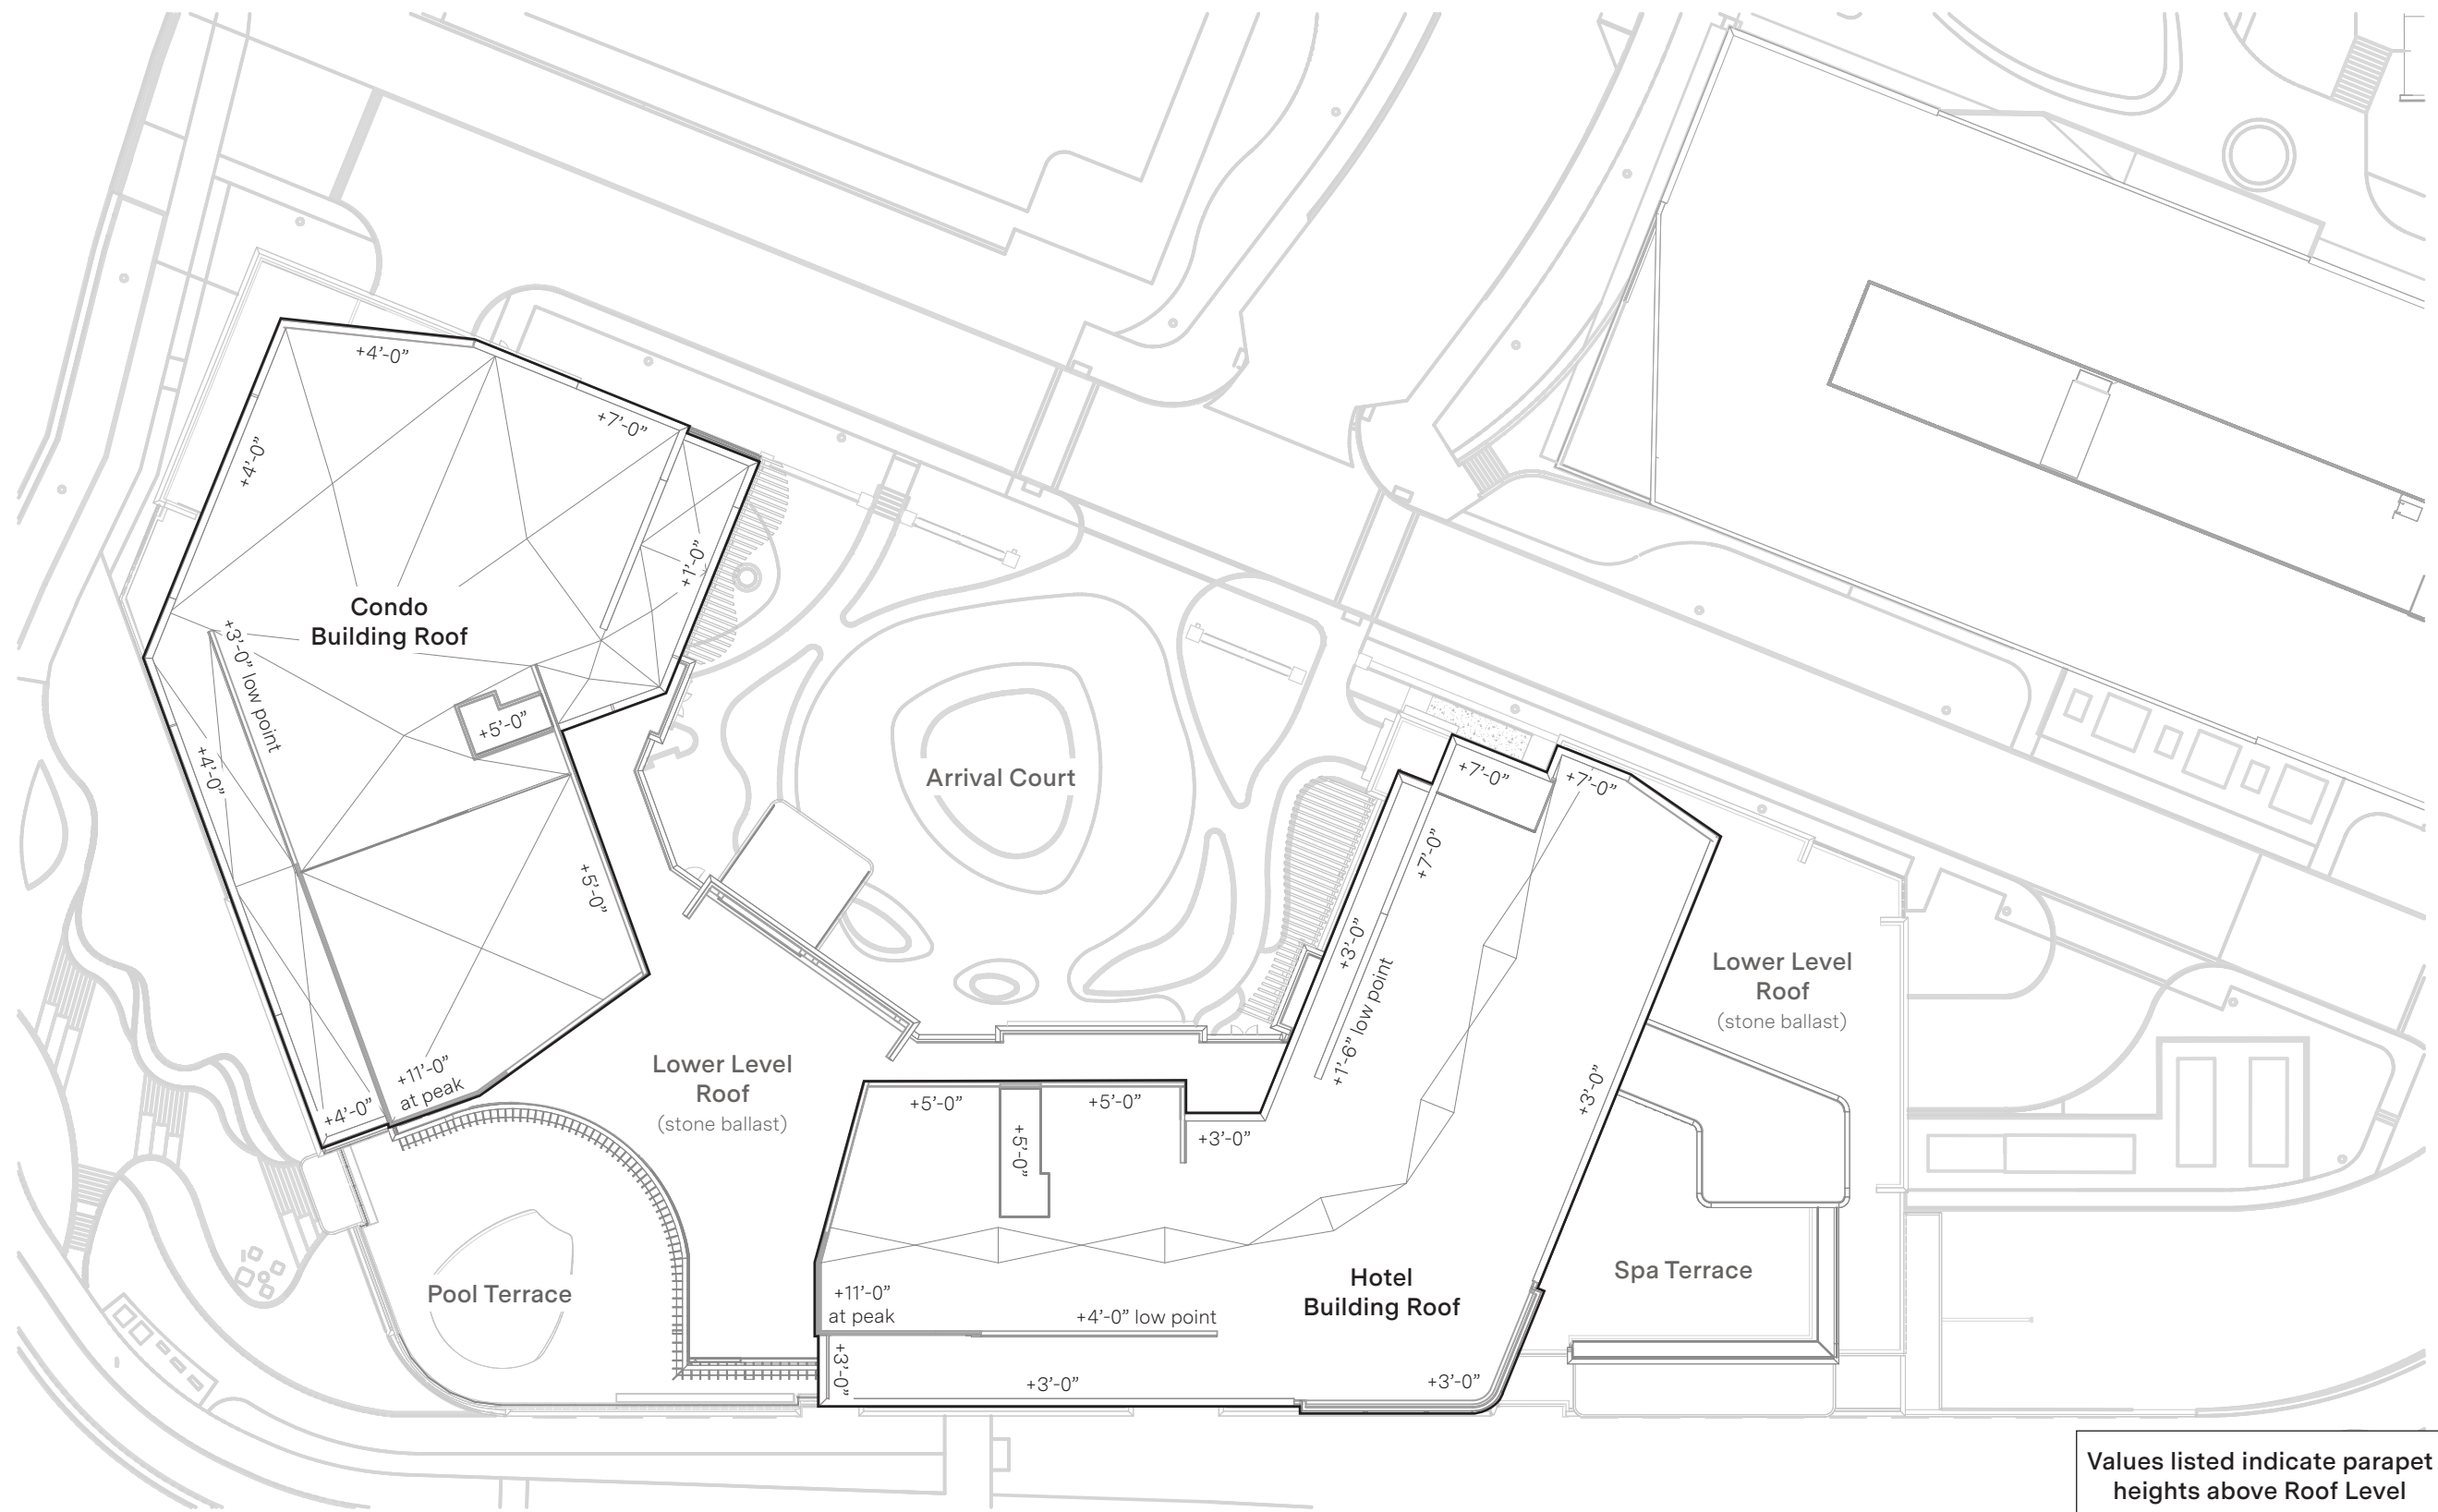 +4’-0”
+7’-0”
+4’-0”
+1’-0”
Condo
Building Roof
+3’-0” low point
+5’-0”
+4’-0”
+5’-0”
+11’-0”
at peak
+4’-0”
Arrival Court
+7’-0”
+7’-0”
+7’-0”
+3’-0”
+1’-6” low point
Lower Level
Roof
(stone ballast)
Lower Level
Roof
(stone ballast)
+5’-0”
+5’-0”
+5’-0”
+3’-0”
+3’-0”
Pool Terrace
+11’-0”
at peak
+4’-0” low point
Hotel
Building Roof
Spa Terrace
+3’-0”
+3’-0”
+3’-0”
Values listed indicate parapet
heights above Roof Level